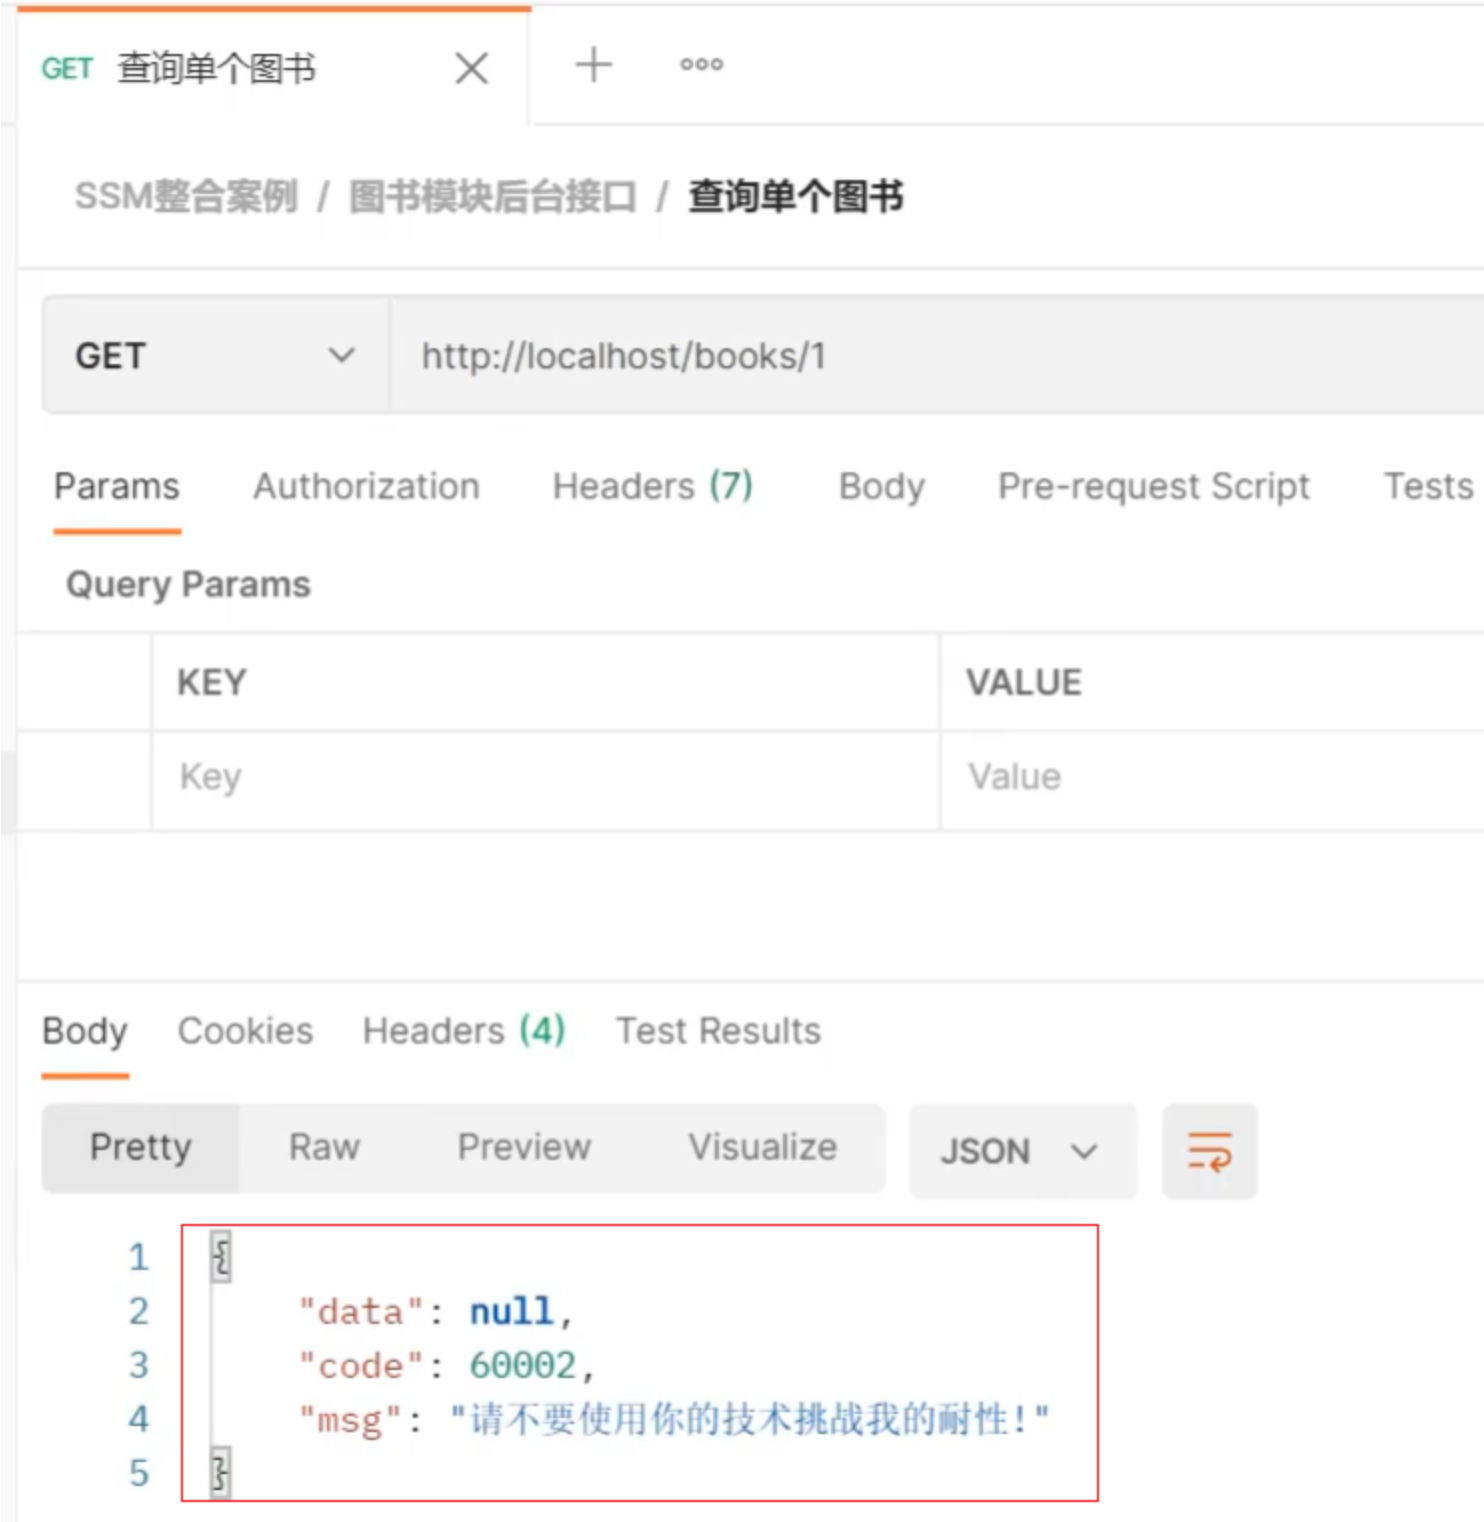 GET 查询单个图书
SSM整合案例 / 图书模块后台接口 / 查询单个图书
GET http://localhost/books/1
Params Authorization Headers (7) Body Pre-request Script Tests
Query Params
KEY VALUE
Key Value
Body Cookies Headers (4) Test Results
Pretty Raw Preview Visualize JSON
1 {
2 "data": null,
3 "code": 60002,
4 "msg": "请不要使用你的技术挑战我的耐性!"
5 }